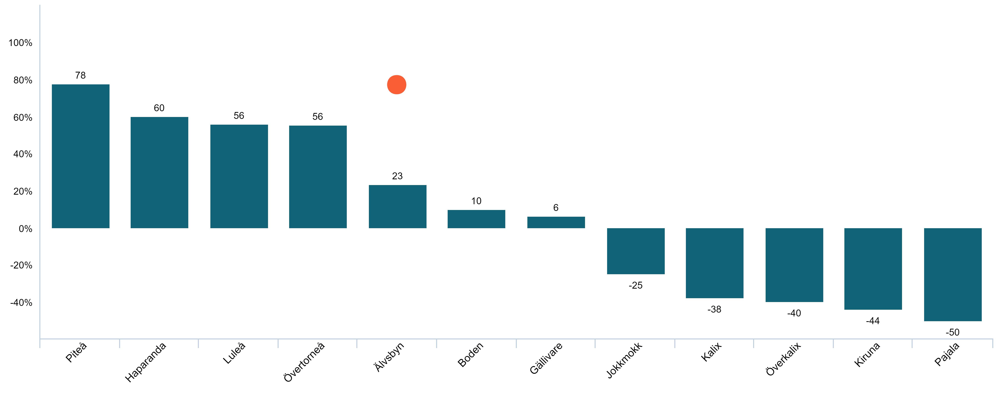 100%
80%
60%
40%
20%
0%
-20%
-40%
78
60
56
56
23
10
6
-25
-38
-40
-44
-50
Piteå
Haparanda
Luleå
Övertorneå
Älvsbyn
Boden
Gällivare
Jokkmokk
Kalix
Överkalix
Kiruna
Pajala